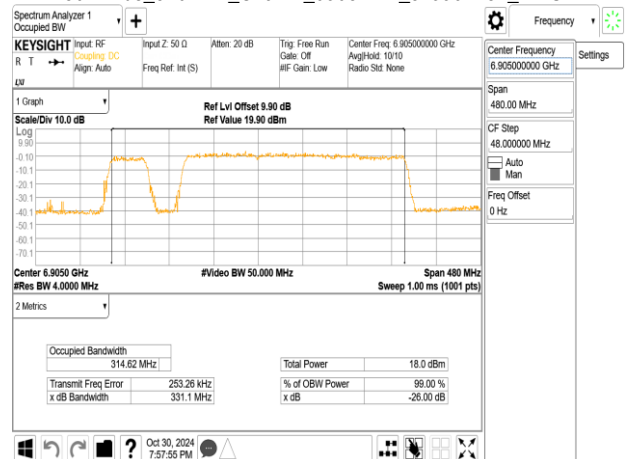 Spectrum Analyzer 1
Occupied BW
Frequency
KEYSIGHT
R T
LXI
Input: RF
Coupling: DC
Align: Auto
Input Z: 50 Ω
Freq Ref: Int (S)
Atten: 20 dB
Trig: Free Run
Gate: Off
#IF Gain: Low
Center Freq: 6.905000000 GHz
Avg|Hold: 10/10
Radio Std: None
Center Frequency
6.905000000 GHz
Settings
Span
480.00 MHz
CF Step
48.000000 MHz
Auto
Man
Freq Offset
0 Hz
1 Graph
Scale/Div 10.0 dB
Ref Lvl Offset 9.90 dB
Ref Value 19.90 dBm
Log
9.90
-0.10
-10.1
-20.1
-30.1
-40.1
-50.1
-60.1
-70.1
Center 6.9050 GHz
#Video BW 50.000 MHz
Span 480 MHz
#Res BW 4.0000 MHz
Sweep 1.00 ms (1001 pts)
2 Metrics
Occupied Bandwidth
314.62 MHz
Transmit Freq Error 253.26 kHz
x dB Bandwidth 331.1 MHz
Total Power 18.0 dBm
% of OBW Power 99.00 %
x dB -26.00 dB
Oct 30, 2024
7:57:55 PM